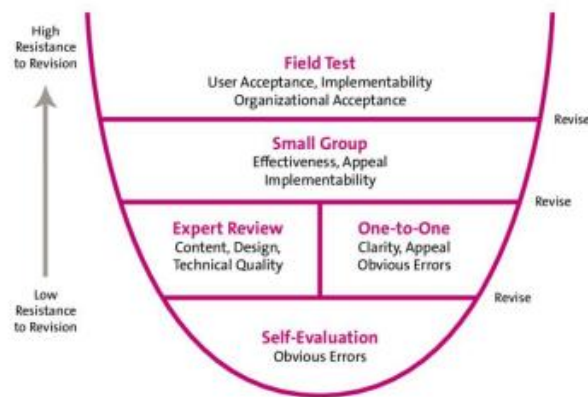 High
Resistance
to Revision
Field Test
User Acceptance, Implementability
Organizational Acceptance
Revise
Small Group
Effectiveness, Appeal
Implementability
Revise
Expert Review
Content, Design,
Technical Quality
One-to-One
Clarity, Appeal
Obvious Errors
Low
Resistance
to Revision
Revise
Self-Evaluation
Obvious Errors